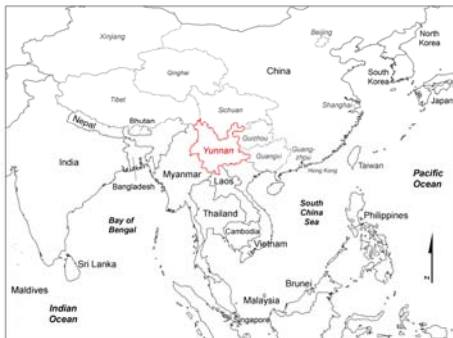 North
Korea
Beijing
Xinjiang
China
South
Korea
Qinghai
Japan
Tibet
Sichuan
Shanghai
Nepal
Bhutan
Guizhou
Yunnan
Guang-
zhou
Guangxi
Taiwan
India
Hong Kong
Myanmar
Laos
Pacific
Ocean
Bangladesh
South
China
Sea
Bay of
Bengal
Thailand
Philippines
Cambodia
Vietnam
Sri Lanka
Brunei
Maldives
Malaysia
Indian
Ocean
Singapore